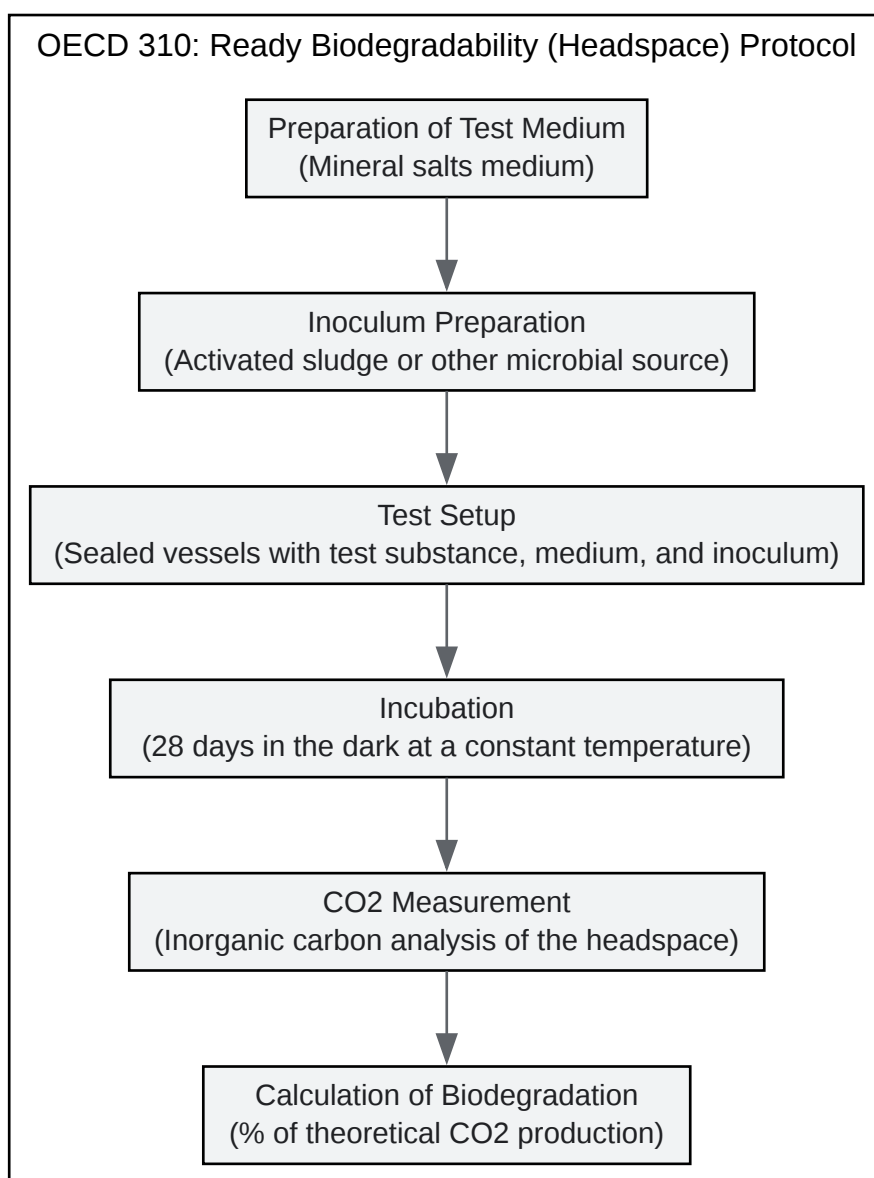 OECD 310: Ready Biodegradability (Headspace) Protocol
Preparation of Test Medium
(Mineral salts medium)
Inoculum Preparation
(Activated sludge or other microbial source)
Test Setup
(Sealed vessels with test substance, medium, and inoculum)
Incubation
(28 days in the dark at a constant temperature)
CO2 Measurement
(Inorganic carbon analysis of the headspace)
Calculation of Biodegradation
(% of theoretical CO2 production)